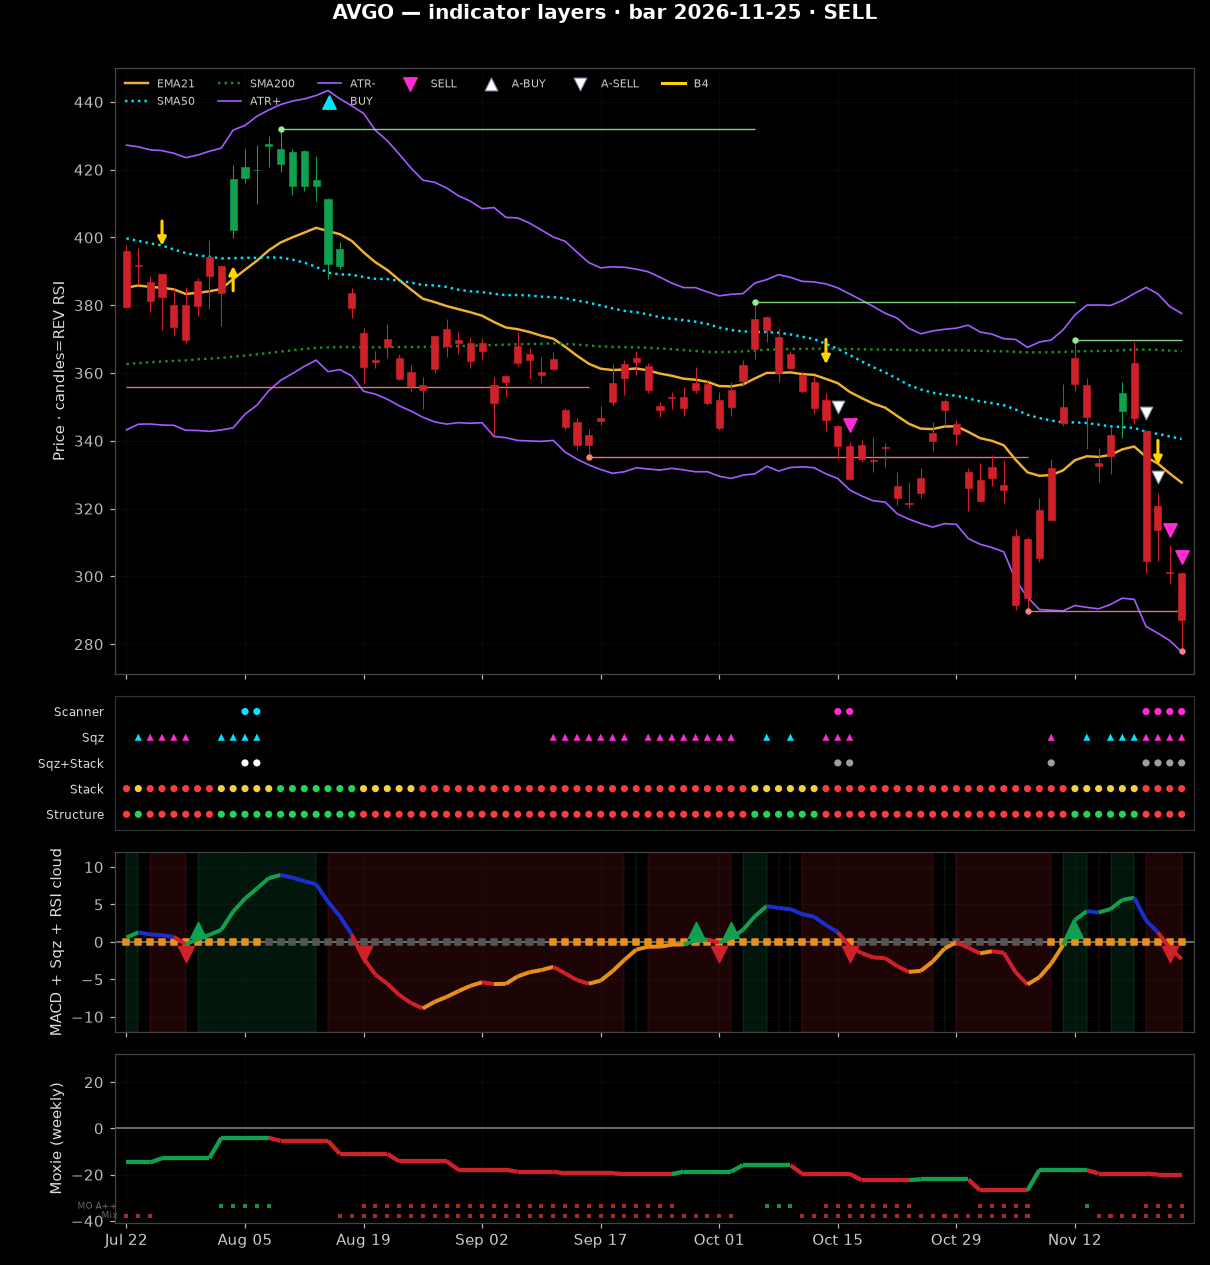 AVGO — indicator layers · bar 2026-11-25 · SELL
EMA21 SMA200 ATR- SELL A-BUY A-SELL B4
SMA50 ATR+ BUY
Price · candles=REV RSI
440
420
400
380
360
340
320
300
280
Scanner
Sqz
Sqz+Stack
Stack
Structure
MACD + Sqz + RSI cloud
10
5
0
−5
−10
Moxie (weekly)
20
0
−20
−40
MO A++
Mix
Jul 22 Aug 05 Aug 19 Sep 02 Sep 17 Oct 01 Oct 15 Oct 29 Nov 12